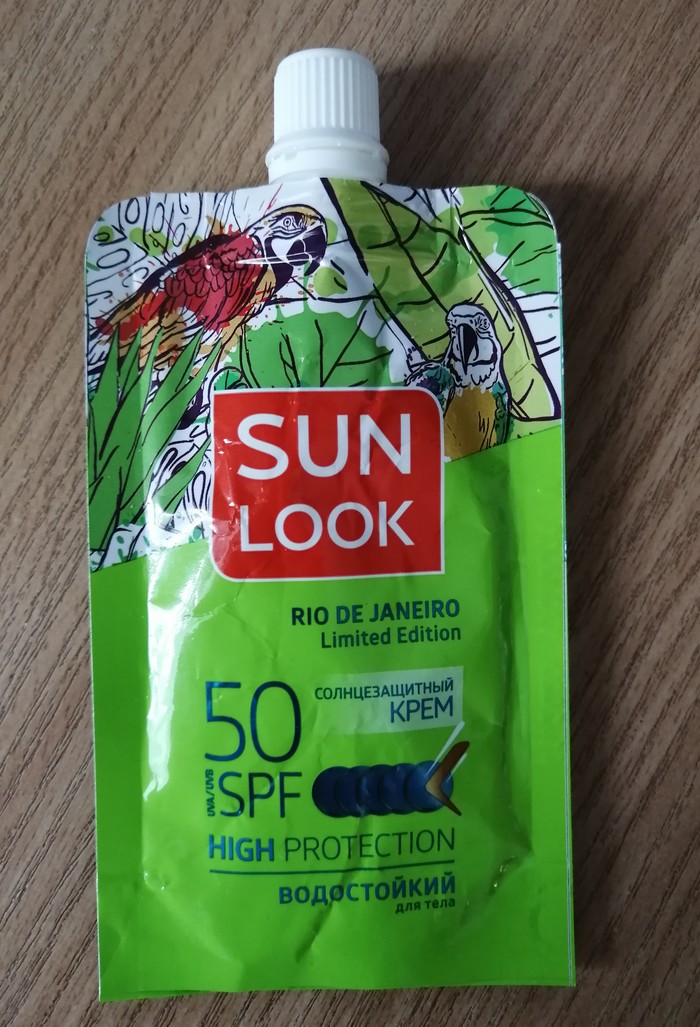 SUN
LOOK
RIO DE JANEIRO
Limited Edition
50
UVA/UVB
SPF
СОЛНЦЕЗАЩИТНЫЙ
КРЕМ
HIGH PROTECTION
ВОДОСТОЙКИЙ
для тела